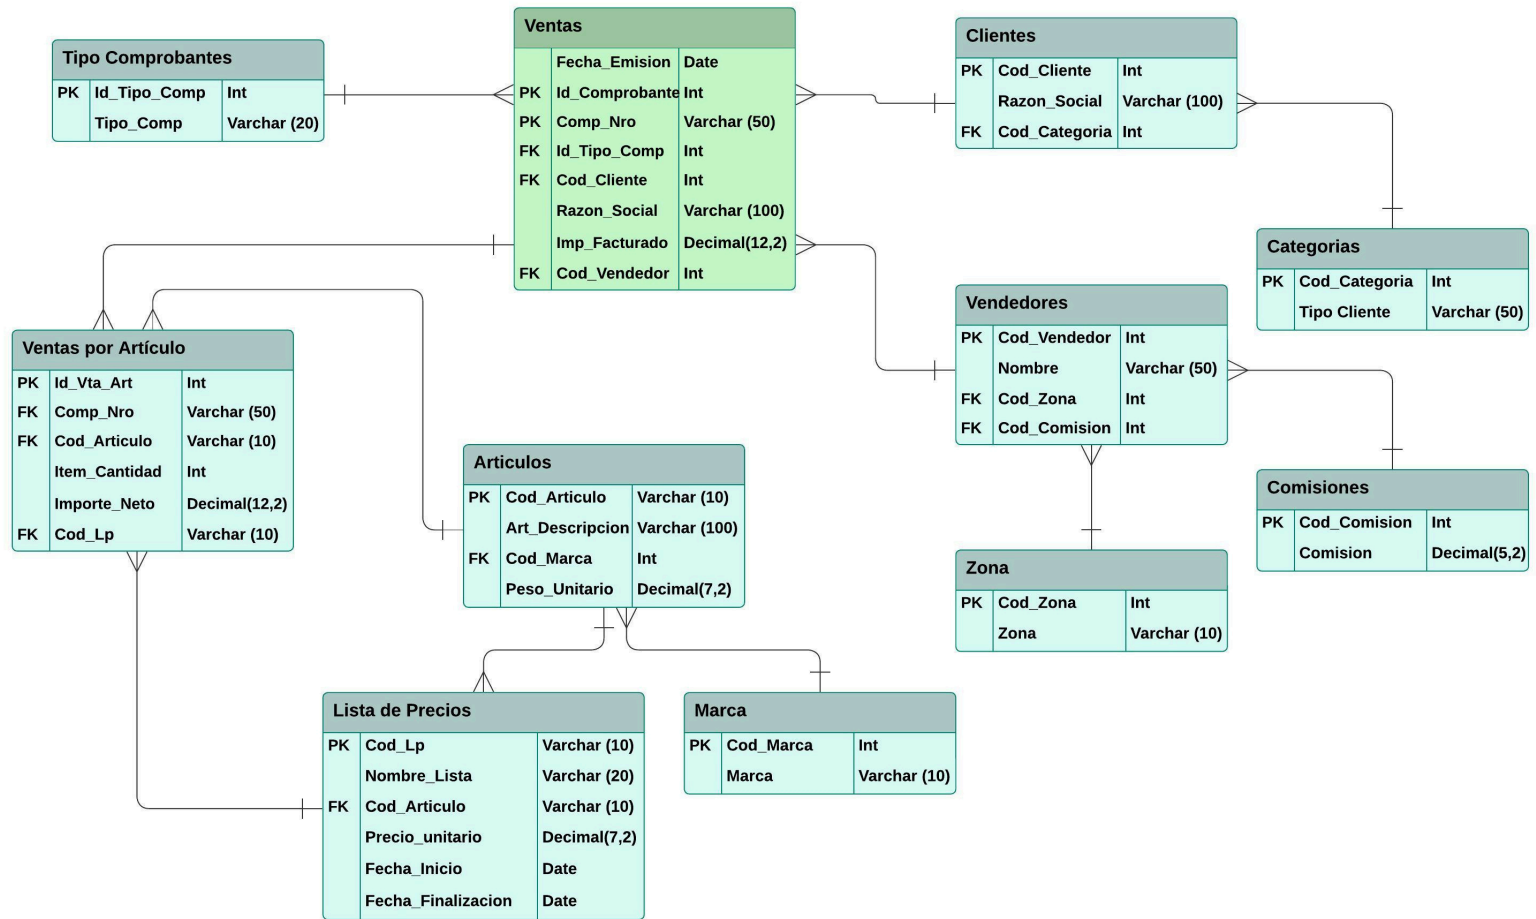 Ventas
Fecha_Emision Date
PK Id_Comprobante Int
PK Comp_Nro Varchar (50)
FK Id_Tipo_Comp Int
FK Cod_Cliente Int
Razon_Social Varchar (100)
Imp_Facturado Decimal(12,2)
FK Cod_Vendedor Int
Tipo Comprobantes
PK Id_Tipo_Comp Int
Tipo_Comp Varchar (20)
Clientes
PK Cod_Cliente Int
Razon_Social Varchar (100)
FK Cod_Categoria Int
Categorias
PK Cod_Categoria Int
Tipo Cliente Varchar (50)
Vendedores
PK Cod_Vendedor Int
Nombre Varchar (50)
FK Cod_Zona Int
FK Cod_Comision Int
Ventas por Artículo
PK Id_Vta_Art Int
FK Comp_Nro Varchar (50)
FK Cod_Articulo Varchar (10)
Item_Cantidad Int
Importe_Neto Decimal(12,2)
FK Cod_Lp Varchar (10)
Articulos
PK Cod_Articulo Varchar (10)
Art_Descripcion Varchar (100)
FK Cod_Marca Int
Peso_Unitario Decimal(7,2)
Comisiones
PK Cod_Comision Int
Comision Decimal(5,2)
Zona
PK Cod_Zona Int
Zona Varchar (10)
Lista de Precios
PK Cod_Lp Varchar (10)
Nombre_Lista Varchar (20)
FK Cod_Articulo Varchar (10)
Precio_unitario Decimal(7,2)
Fecha_Inicio Date
Fecha_Finalizacion Date
Marca
PK Cod_Marca Int
Marca Varchar (10)